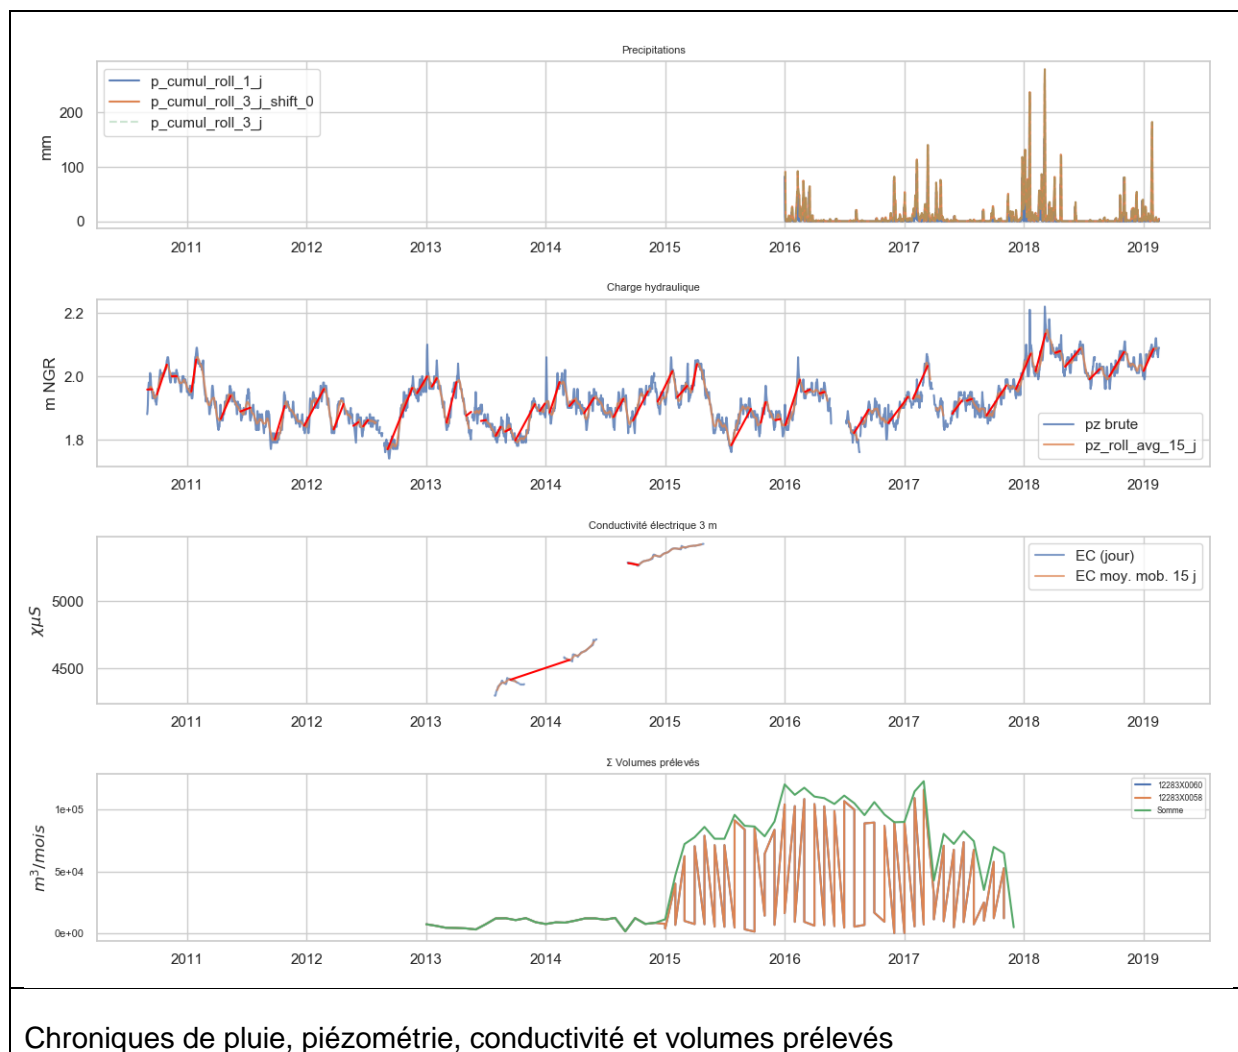 Precipitations
p_cumul_roll_1_j
p_cumul_roll_3_j_shift_0
p_cumul_roll_3_j
mm
200
100
0
2011 2012 2013 2014 2015 2016 2017 2018 2019
Charge hydraulique
m NGR
2.2
2.0
1.8
pz brute
pz_roll_avg_15_j
2011 2012 2013 2014 2015 2016 2017 2018 2019
Conductivité électrique 3 m
EC (jour)
EC moy. mob. 15 j
χμS
5000
4500
2011 2012 2013 2014 2015 2016 2017 2018 2019
Σ Volumes prélevés
12283X0060
12283X0058
Somme
m³/mois
1e+05
5e+04
0e+00
2011 2012 2013 2014 2015 2016 2017 2018 2019
Chroniques de pluie, piézométrie, conductivité et volumes prélevés